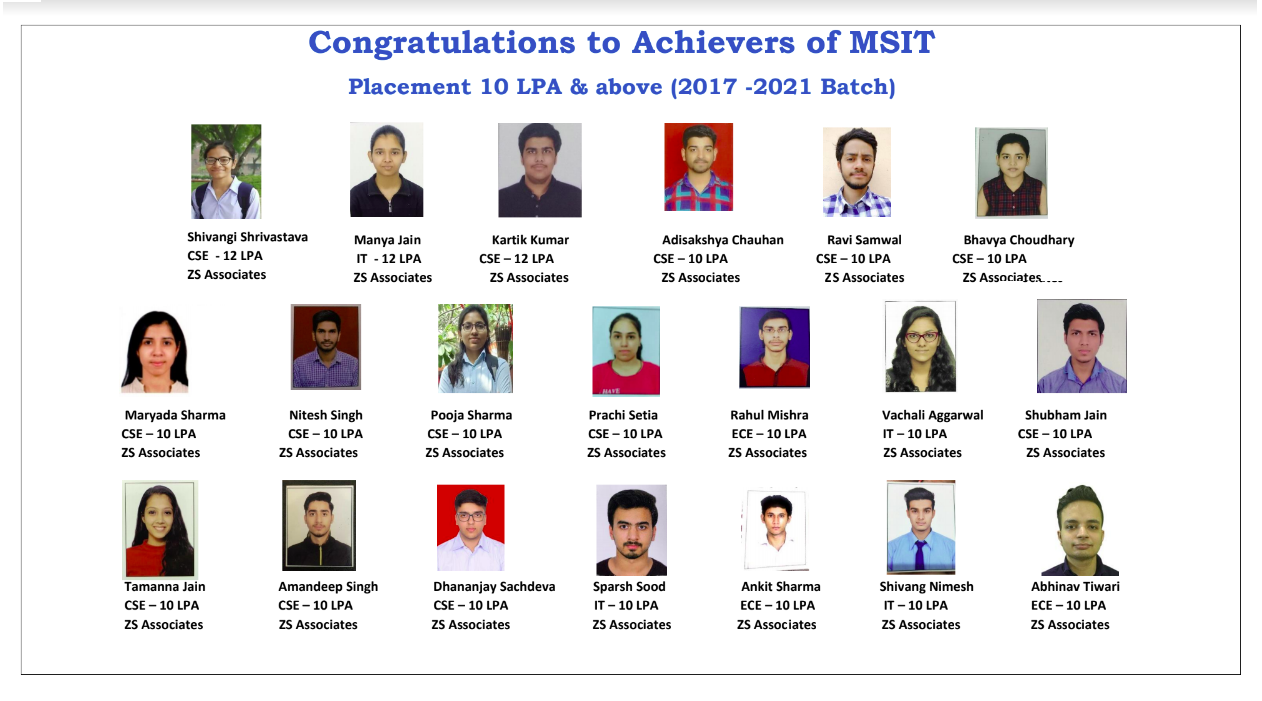 Congratulations to Achievers of MSIT
Placement 10 LPA & above (2017 -2021 Batch)
Shivangi Shrivastava
CSE - 12 LPA
ZS Associates
Manya Jain
IT - 12 LPA
ZS Associates
Kartik Kumar
CSE – 12 LPA
ZS Associates
Adisakshya Chauhan
CSE – 10 LPA
ZS Associates
Ravi Samwal
CSE – 10 LPA
ZS Associates
Bhavya Choudhary
CSE – 10 LPA
ZS Associates
Maryada Sharma
CSE – 10 LPA
ZS Associates
Nitesh Singh
CSE – 10 LPA
ZS Associates
Pooja Sharma
CSE – 10 LPA
ZS Associates
HAVE
Prachi Setia
CSE – 10 LPA
ZS Associates
Rahul Mishra
ECE – 10 LPA
ZS Associates
Vachali Aggarwal
IT – 10 LPA
ZS Associates
Shubham Jain
CSE – 10 LPA
ZS Associates
Tamanna Jain
CSE – 10 LPA
ZS Associates
Amandeep Singh
CSE – 10 LPA
ZS Associates
Dhananjay Sachdeva
CSE – 10 LPA
ZS Associates
Sparsh Sood
IT – 10 LPA
ZS Associates
Ankit Sharma
ECE – 10 LPA
ZS Associates
Shivang Nimesh
IT – 10 LPA
ZS Associates
Abhinav Tiwari
ECE – 10 LPA
ZS Associates